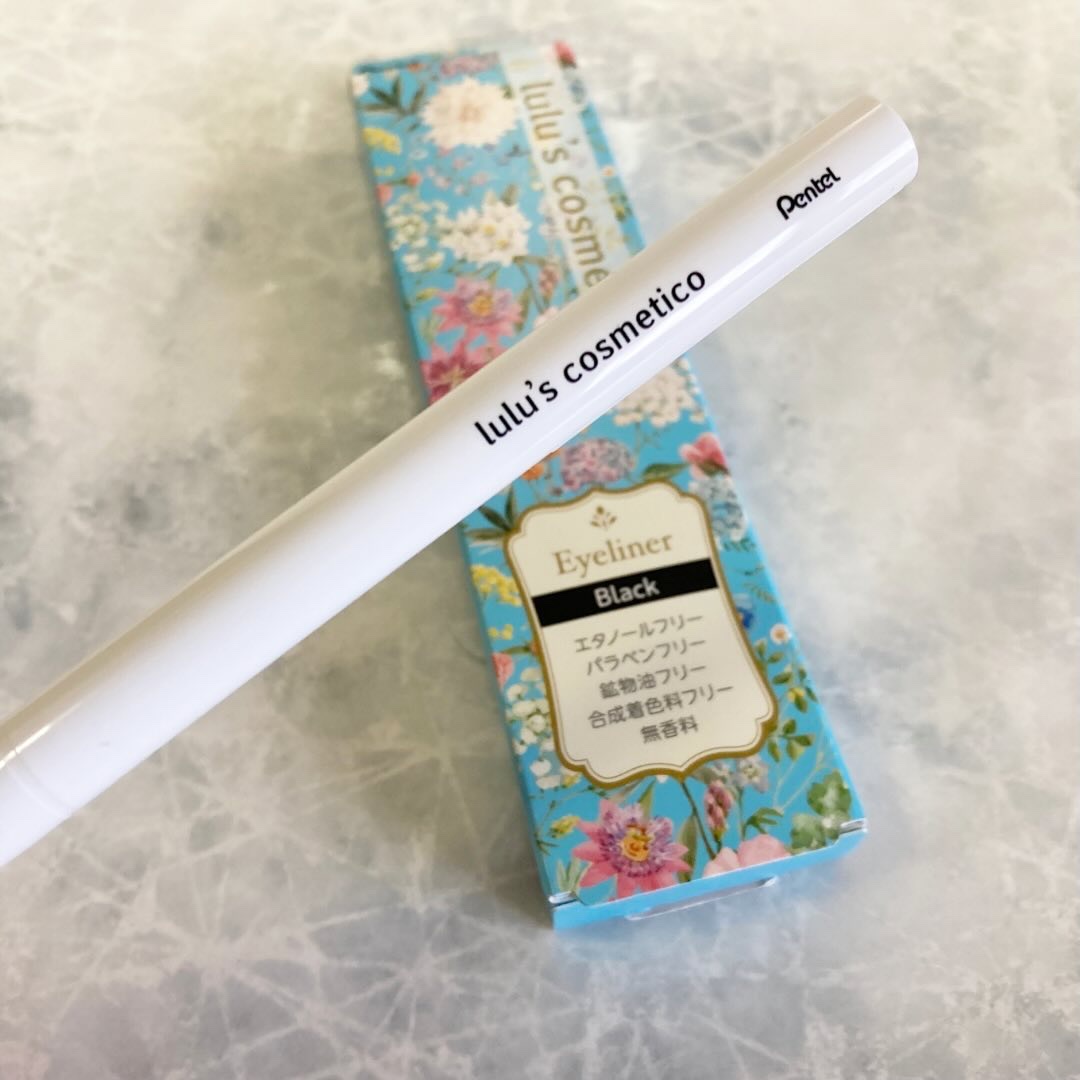 lulu's cosme
Pentel
lulu's cosmetico
Eyeliner
Black
エタノールフリー
パラベンフリー
鉱物油フリー
合成着色料フリー
無香料